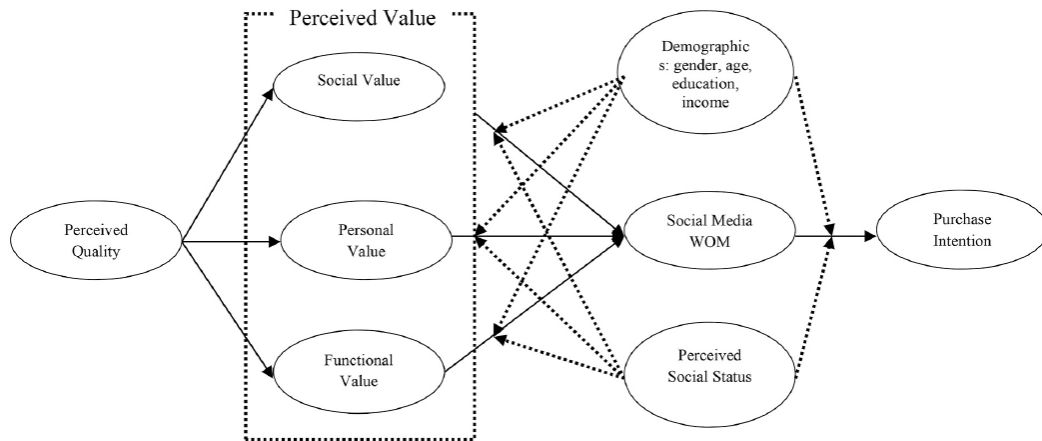 Perceived Value
Social Value
Demographic
s: gender, age,
education,
income
Perceived
Quality
Personal
Value
Social Media
WOM
Purchase
Intention
Functional
Value
Perceived
Social Status